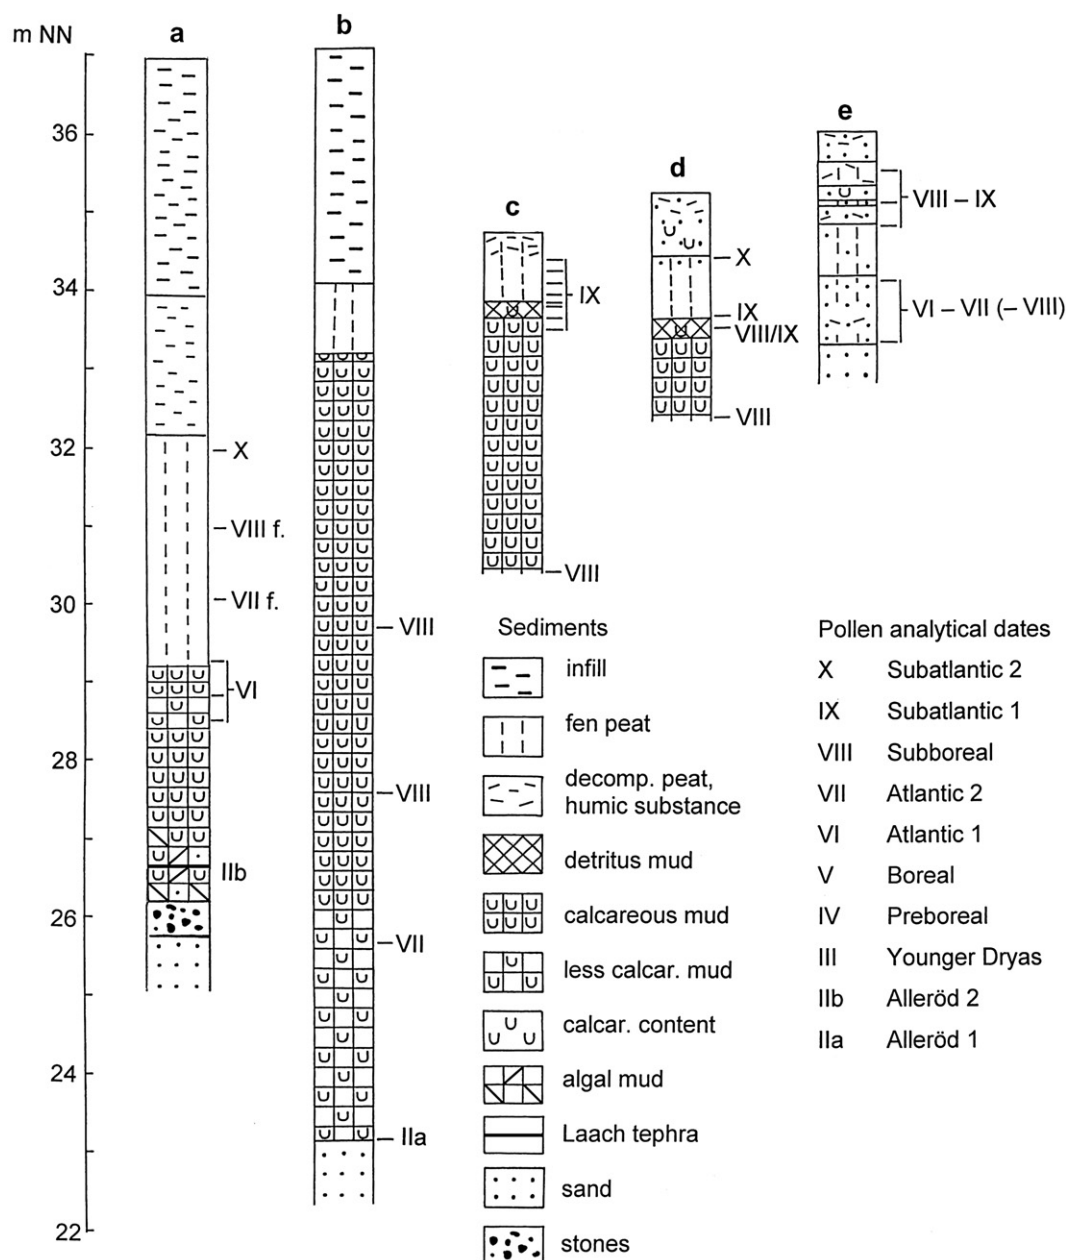 m NN
a
b
c
d
e
36
34
32
30
28
26
24
22
X
VIII f.
VII f.
VI
IIb
VIII
VIII
VII
IIa
IX
VIII
X
IX
VIII/IX
VIII
VIII – IX
VI – VII (– VIII)
Sediments
infill
fen peat
decomp. peat,
humic substance
detritus mud
calcareous mud
less calcar. mud
calcar. content
algal mud
Laach tephra
sand
stones
Pollen analytical dates
X Subatlantic 2
IX Subatlantic 1
VIII Subboreal
VII Atlantic 2
VI Atlantic 1
V Boreal
IV Preboreal
III Younger Dryas
IIb Alleröd 2
IIa Alleröd 1